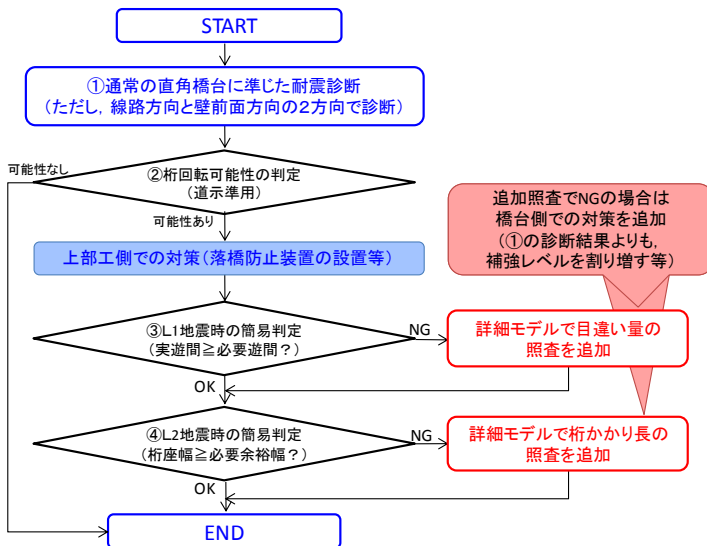 START
①通常の直角橋台に準じた耐震診断
(ただし，線路方向と壁前面方向の２方向で診断)
可能性なし
②桁回転可能性の判定
(道示準用)
可能性あり
上部工側での対策(落橋防止装置の設置等)
追加照査でNGの場合は
橋台側での対策を追加
(①の診断結果よりも，
補強レベルを割り増す等)
③L1地震時の簡易判定
(実遊間≧必要遊間？)
NG
詳細モデルで目違い量の
照査を追加
OK
④L2地震時の簡易判定
(桁座幅≧必要余裕幅？)
NG
詳細モデルで桁かかり長の
照査を追加
OK
END